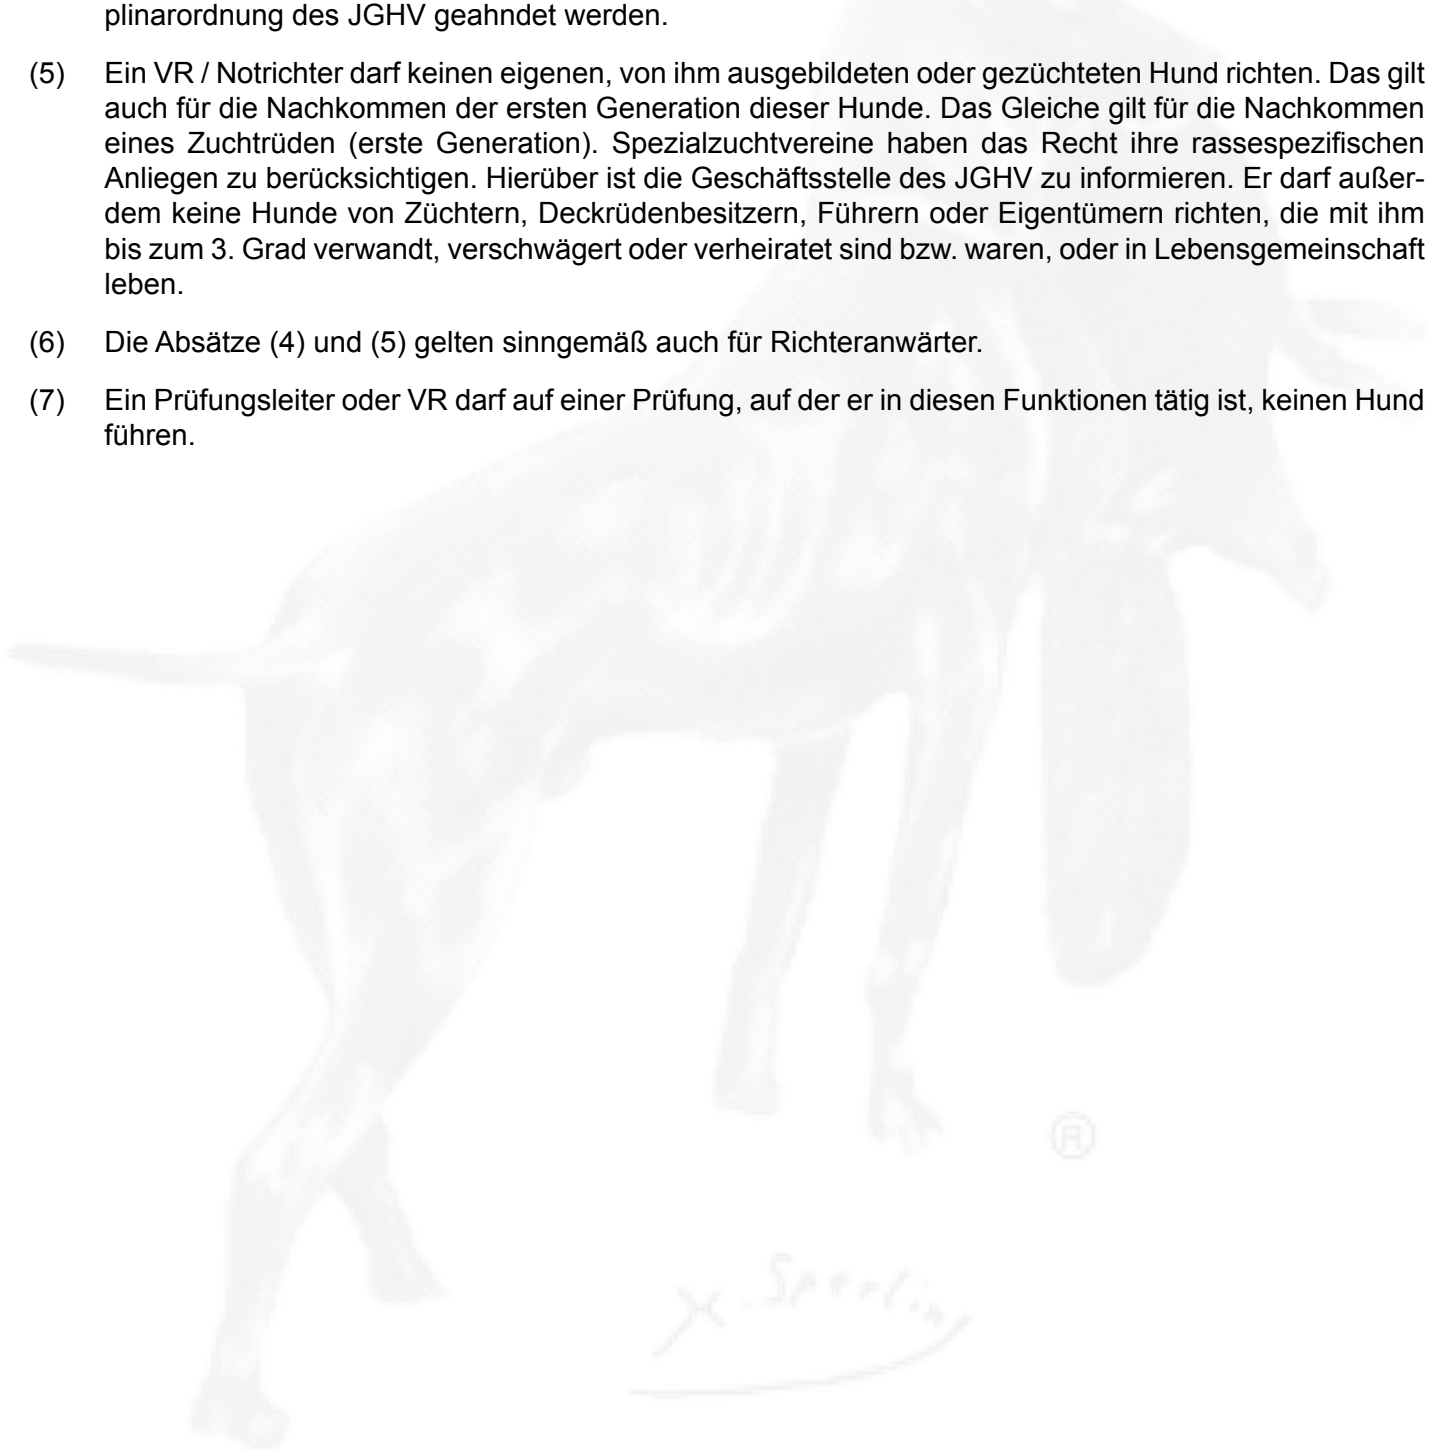 plinarordnung des JGHV geahndet werden.
(5) Ein VR / Notrichter darf keinen eigenen, von ihm ausgebildeten oder gezüchteten Hund richten. Das gilt
auch für die Nachkommen der ersten Generation dieser Hunde. Das Gleiche gilt für die Nachkommen
eines Zuchtrüden (erste Generation). Spezialzuchtvereine haben das Recht ihre rassespezifischen
Anliegen zu berücksichtigen. Hierüber ist die Geschäftsstelle des JGHV zu informieren. Er darf außer-
dem keine Hunde von Züchtern, Deckrüdenbesitzern, Führern oder Eigentümern richten, die mit ihm
bis zum 3. Grad verwandt, verschwägert oder verheiratet sind bzw. waren, oder in Lebensgemeinschaft
leben.
(6) Die Absätze (4) und (5) gelten sinngemäß auch für Richteranwärter.
(7) Ein Prüfungsleiter oder VR darf auf einer Prüfung, auf der er in diesen Funktionen tätig ist, keinen Hund
führen.
®
Sperling